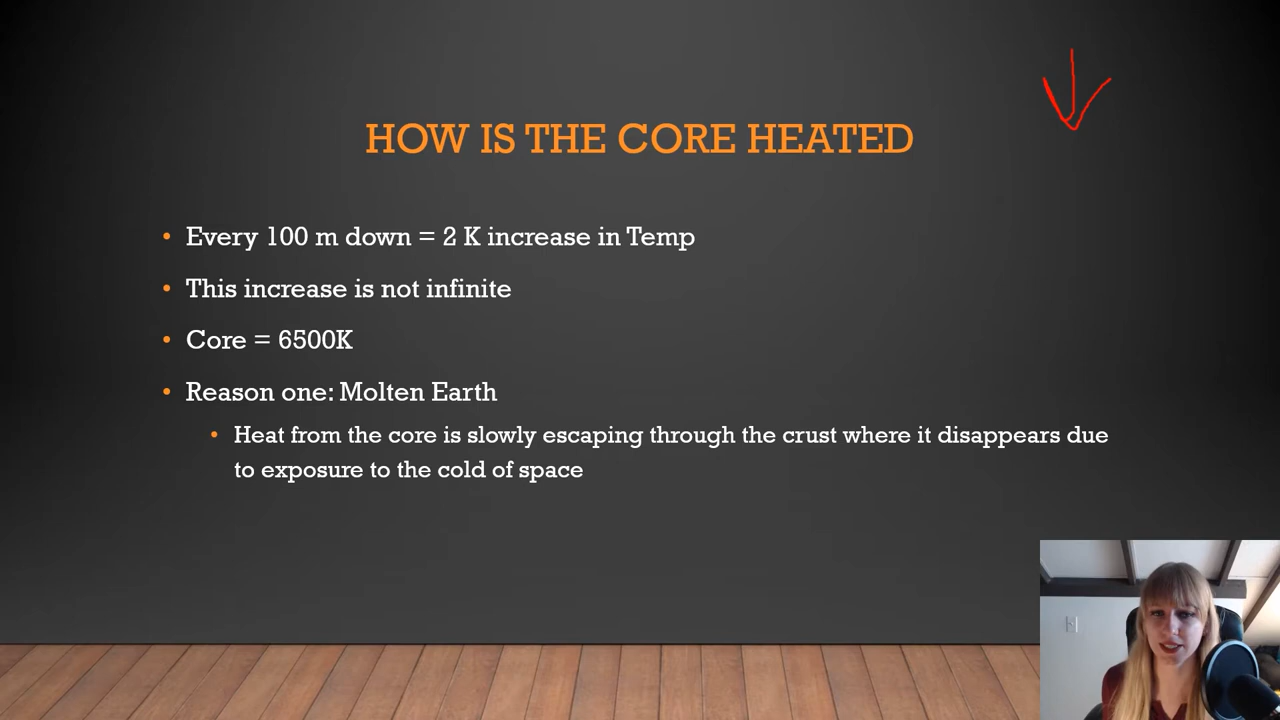 HOW IS THE CORE HEATED
• Every 100 m down = 2 K increase in Temp
• This increase is not infinite
• Core = 6500K
• Reason one: Molten Earth
• Heat from the core is slowly escaping through the crust where it disappears due
to exposure to the cold of space